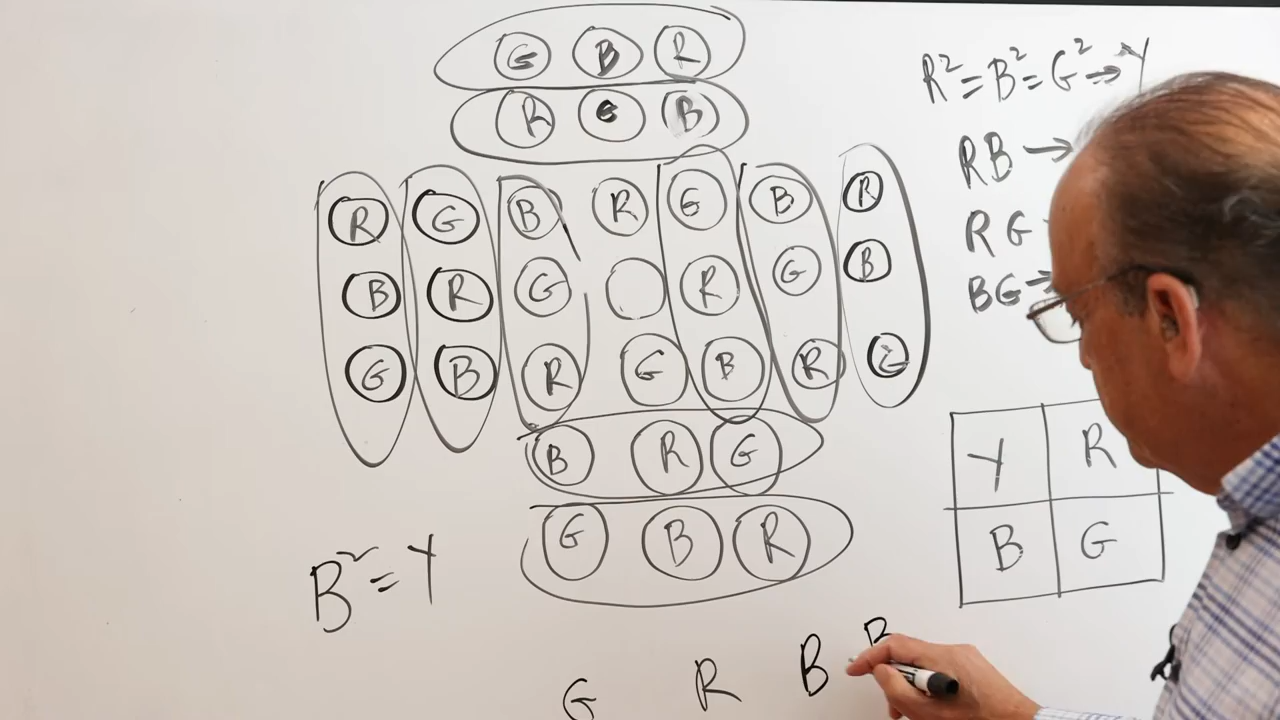 G B R
R G B
R G B R G B R
B R G R G B
G B R G B R G
B R G
G B R
B² = Y
G R B
R² = B² = G² → Y
RB →
RG
BG →
Y R
B G